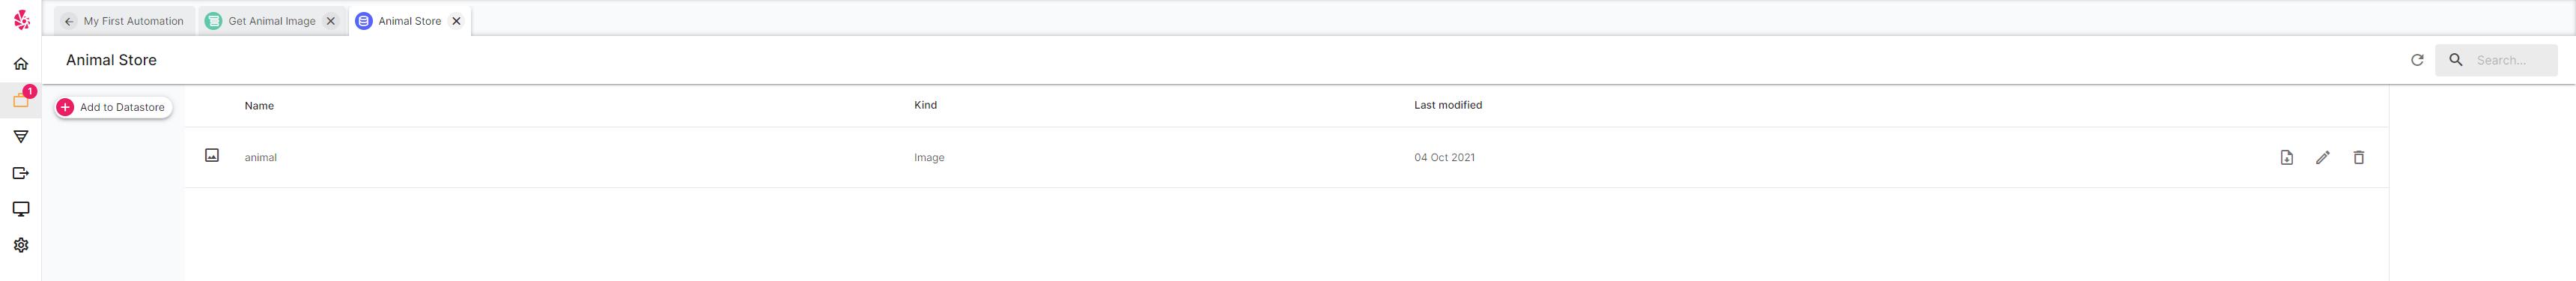 My First Automation
Get Animal Image
Animal Store
Animal Store
Search...
1
Add to Datastore
Name
Kind
Last modified
animal
Image
04 Oct 2021